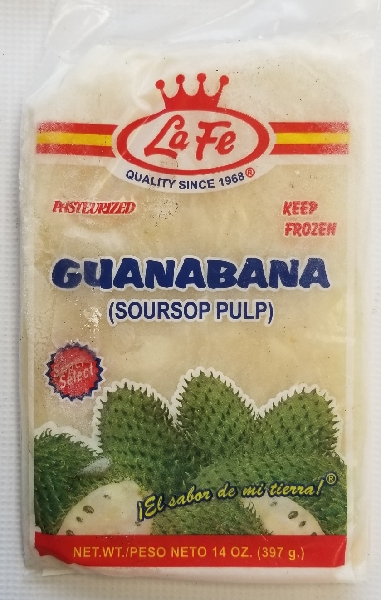 La Fe
QUALITY SINCE 1968®
PASTEURIZED
KEEP
FROZEN
GUANABANA
(SOURSOP PULP)
Select
¡El sabor de mi tierra!®
NET.WT./PESO NETO 14 OZ. (397 g.)